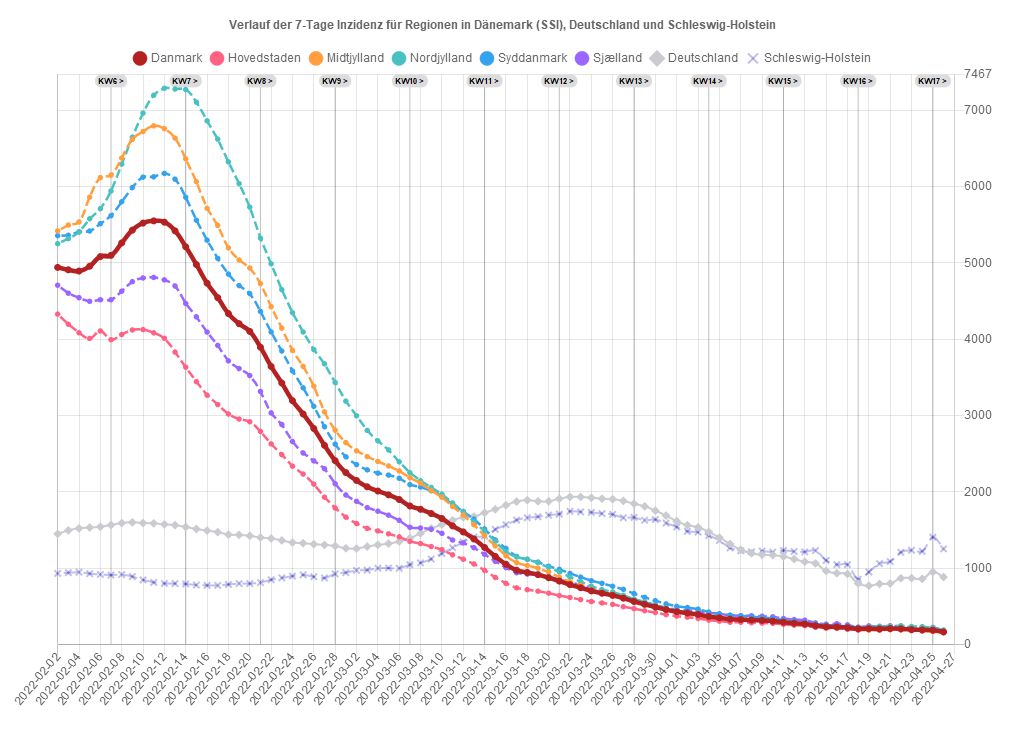 Verlauf der 7-Tage Inzidenz für Regionen in Dänemark (SSI), Deutschland und Schleswig-Holstein
Danmark Hovedstaden Midtjylland Nordjylland Syddanmark Sjælland Deutschland Schleswig-Holstein
KW6 > KW7 > KW8 > KW9 > KW10 > KW11 > KW12 > KW13 > KW14 > KW15 > KW16 > KW17 >
7467
7000
6000
5000
4000
3000
2000
1000
0
2022-02-02 2022-02-04 2022-02-06 2022-02-08 2022-02-10 2022-02-12 2022-02-14 2022-02-16 2022-02-18 2022-02-20 2022-02-22 2022-02-24 2022-02-26 2022-02-28 2022-03-02 2022-03-04 2022-03-06 2022-03-08 2022-03-10 2022-03-12 2022-03-14 2022-03-16 2022-03-18 2022-03-20 2022-03-22 2022-03-24 2022-03-26 2022-03-28 2022-03-30 2022-04-01 2022-04-03 2022-04-05 2022-04-07 2022-04-09 2022-04-11 2022-04-13 2022-04-15 2022-04-17 2022-04-19 2022-04-21 2022-04-23 2022-04-25 2022-04-27